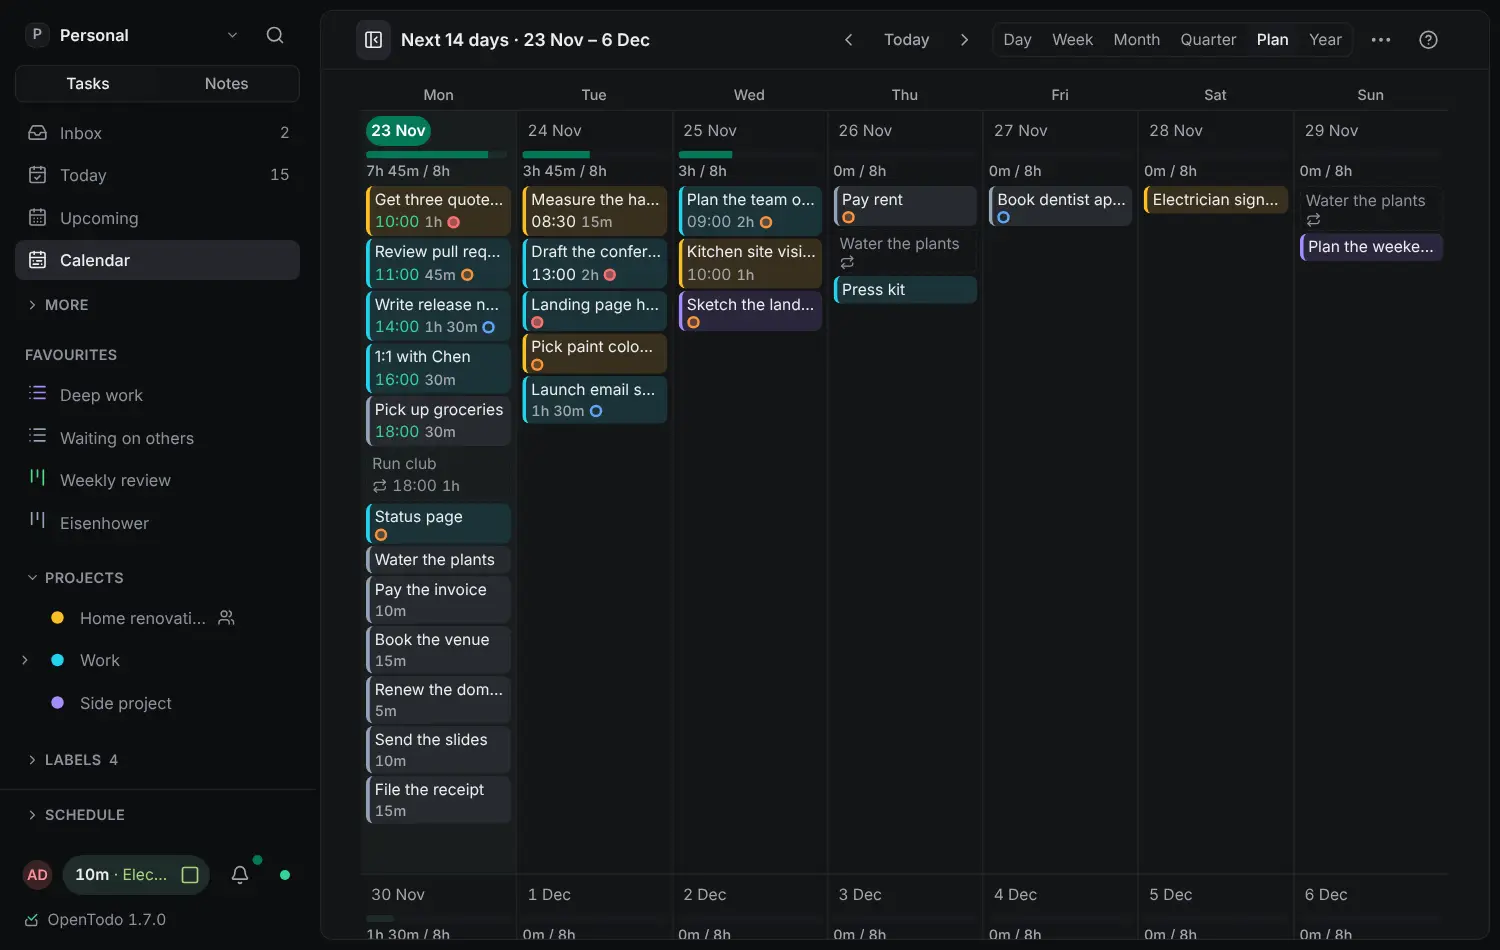 P Personal
Tasks Notes
Inbox 2
Today 15
Upcoming
Calendar
MORE
FAVOURITES
Deep work
Waiting on others
Weekly review
Eisenhower
PROJECTS
Home renovati...
Work
Side project
LABELS 4
SCHEDULE
AD 10m · Elec...
OpenTodo 1.7.0
Next 14 days · 23 Nov – 6 Dec
Today
Day Week Month Quarter Plan Year
Mon Tue Wed Thu Fri Sat Sun
23 Nov
7h 45m / 8h
Get three quote...
10:00 1h
Review pull req...
11:00 45m
Write release n...
14:00 1h 30m
1:1 with Chen
16:00 30m
Pick up groceries
18:00 30m
Run club
18:00 1h
Status page
Water the plants
Pay the invoice
10m
Book the venue
15m
Renew the dom...
5m
Send the slides
10m
File the receipt
15m
24 Nov
3h 45m / 8h
Measure the ha...
08:30 15m
Draft the confer...
13:00 2h
Landing page h...
Pick paint colo...
Launch email s...
1h 30m
25 Nov
3h / 8h
Plan the team o...
09:00 2h
Kitchen site visi...
10:00 1h
Sketch the land...
26 Nov
0m / 8h
Pay rent
Water the plants
Press kit
27 Nov
0m / 8h
Book dentist ap...
28 Nov
0m / 8h
Electrician sign...
29 Nov
0m / 8h
Water the plants
Plan the weeke...
30 Nov
1h 30m / 8h
1 Dec
0m / 8h
2 Dec
0m / 8h
3 Dec
0m / 8h
4 Dec
0m / 8h
5 Dec
0m / 8h
6 Dec
0m / 8h